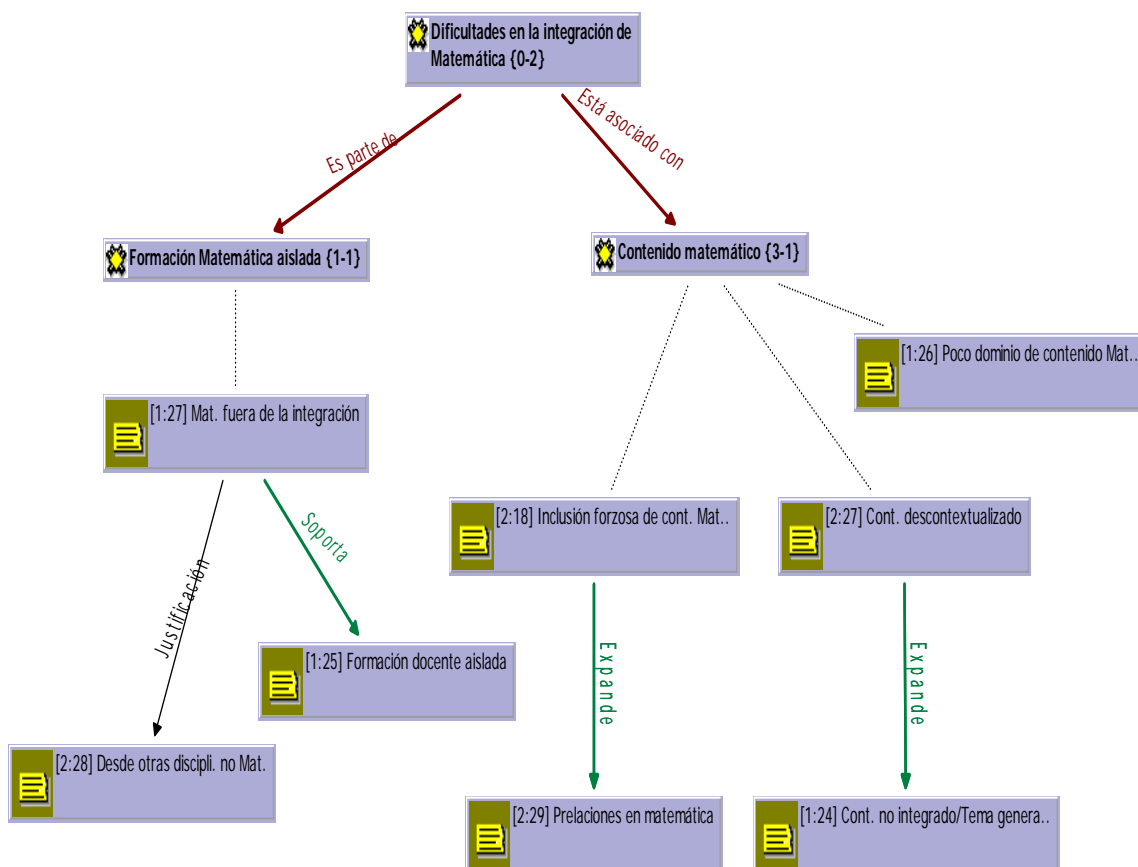 Dificultades en la integración de
Matemática {0-2}
Es parte de
Está asociado con
Formación Matemática aislada {1-1}
Contenido matemático {3-1}
[1:26] Poco dominio de contenido Mat..
[1:27] Mat. fuera de la integración
[2:18] Inclusión forzosa de cont. Mat..
[2:27] Cont. descontextualizado
Soporta
Justificación
Expande
Expande
[1:25] Formación docente aislada
[2:28] Desde otras discipli. no Mat.
[2:29] Prelaciones en matemática
[1:24] Cont. no integrado/Tema genera..